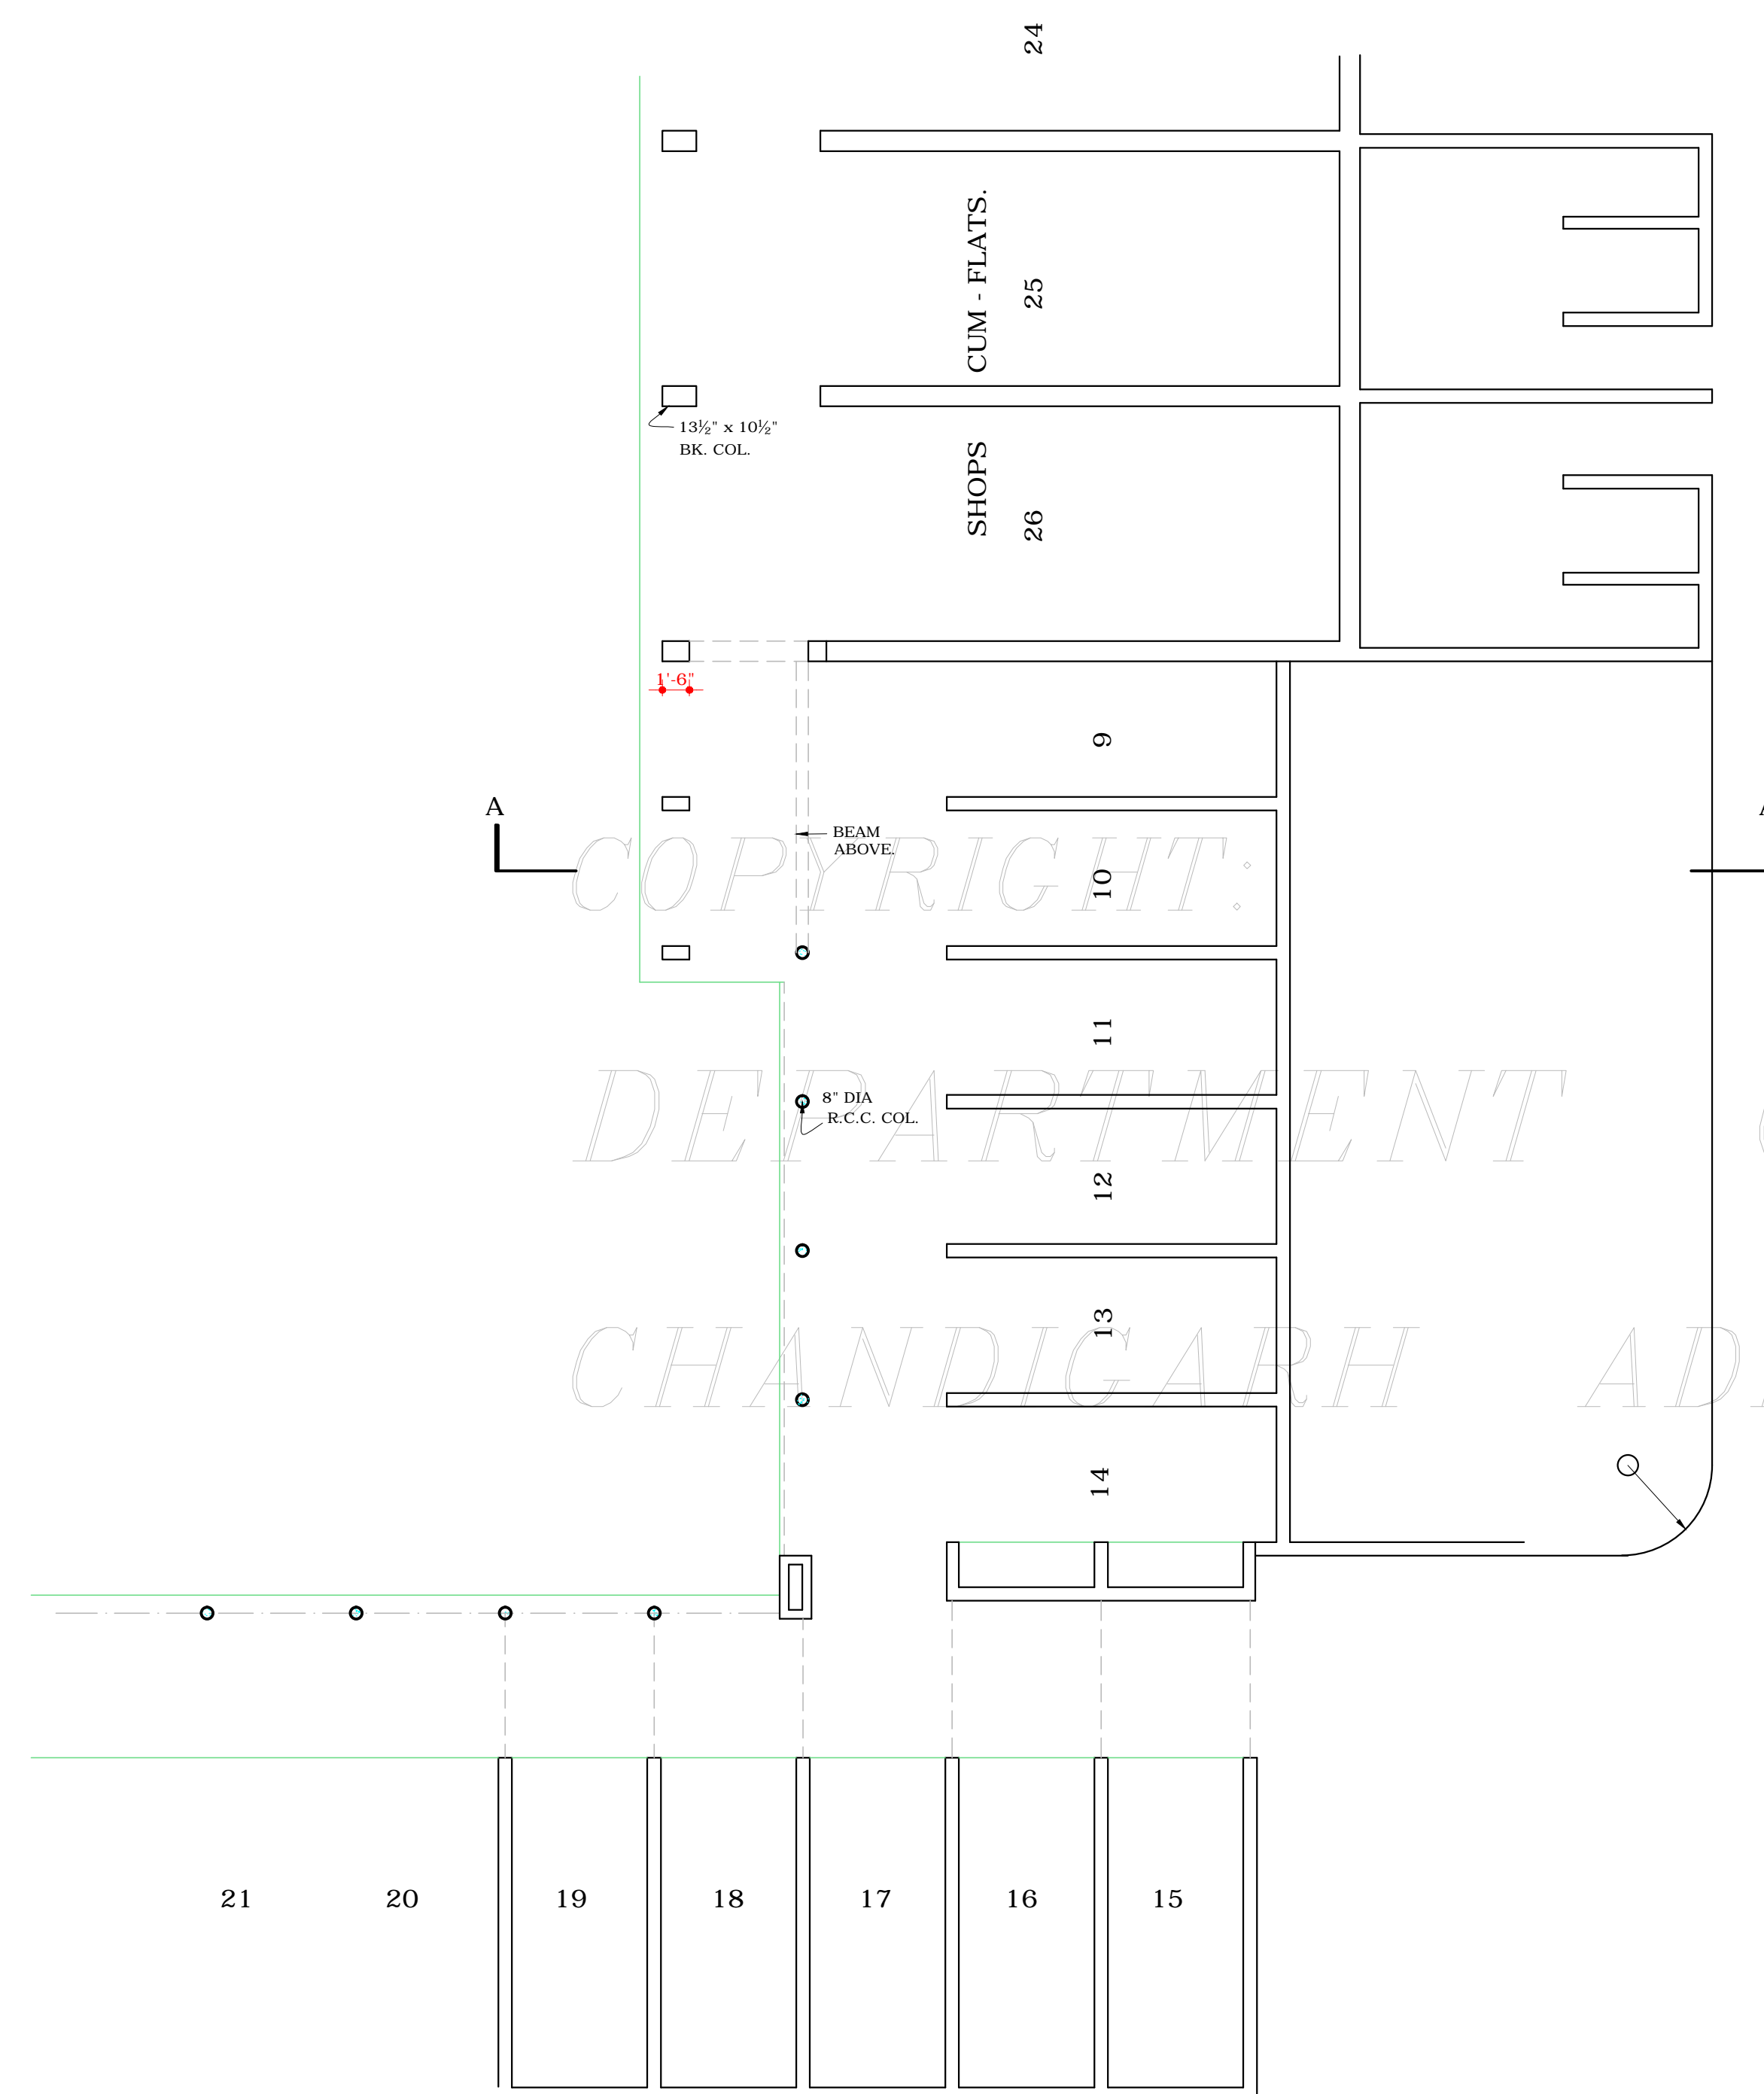 24
SHOPS CUM - FLATS.
25
13½" x 10½"
BK. COL.
26
1'-6"
9
A
A
BEAM
ABOVE.
COPYRIGHT:
10
11
DEPARTMENT
8" DIA
R.C.C. COL.
12
13
CHANDIGARH
14
21 20 19 18 17 16 15